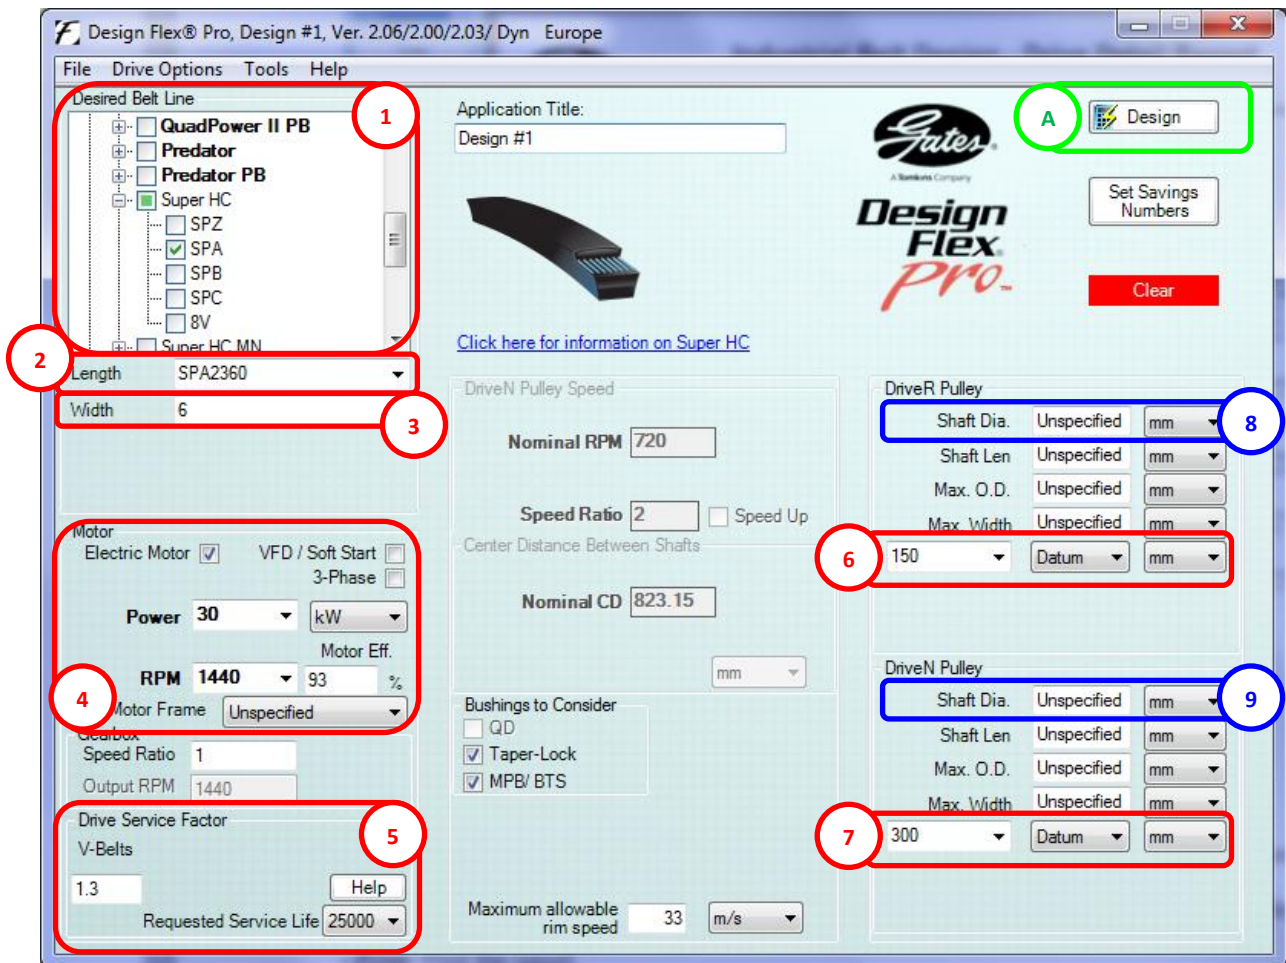 Design Flex® Pro, Design #1, Ver. 2.06/2.00/2.03/ Dyn Europe
File Drive Options Tools Help
Desired Belt Line
1
QuadPower II PB
Predator
Predator PB
Super HC
SPZ
SPA
SPB
SPC
8V
Super HC MN
2
Length SPA2360
Width 6
3
Motor
Electric Motor VFD / Soft Start
3-Phase
Power 30 kW
Motor Eff.
RPM 1440 93 %
4
Motor Frame Unspecified
Gearbox
Speed Ratio 1
Output RPM 1440
Drive Service Factor
5
V-Belts
1.3 Help
Requested Service Life 25000
Application Title:
Design #1
Click here for information on Super HC
DriveN Pulley Speed
Nominal RPM 720
Speed Ratio 2 Speed Up
Center Distance Between Shafts
Nominal CD 823.15
mm
Bushings to Consider
QD
Taper-Lock
MPB/ BTS
Maximum allowable
rim speed 33 m/s
Gates
A Tomkins Company
Design
Flex
Pro™
A Design
Set Savings
Numbers
Clear
DriveR Pulley
Shaft Dia. Unspecified mm 8
Shaft Len Unspecified mm
Max. O.D. Unspecified mm
Max. Width Unspecified mm
6 150 Datum mm
DriveN Pulley
Shaft Dia. Unspecified mm 9
Shaft Len Unspecified mm
Max. O.D. Unspecified mm
Max. Width Unspecified mm
7 300 Datum mm